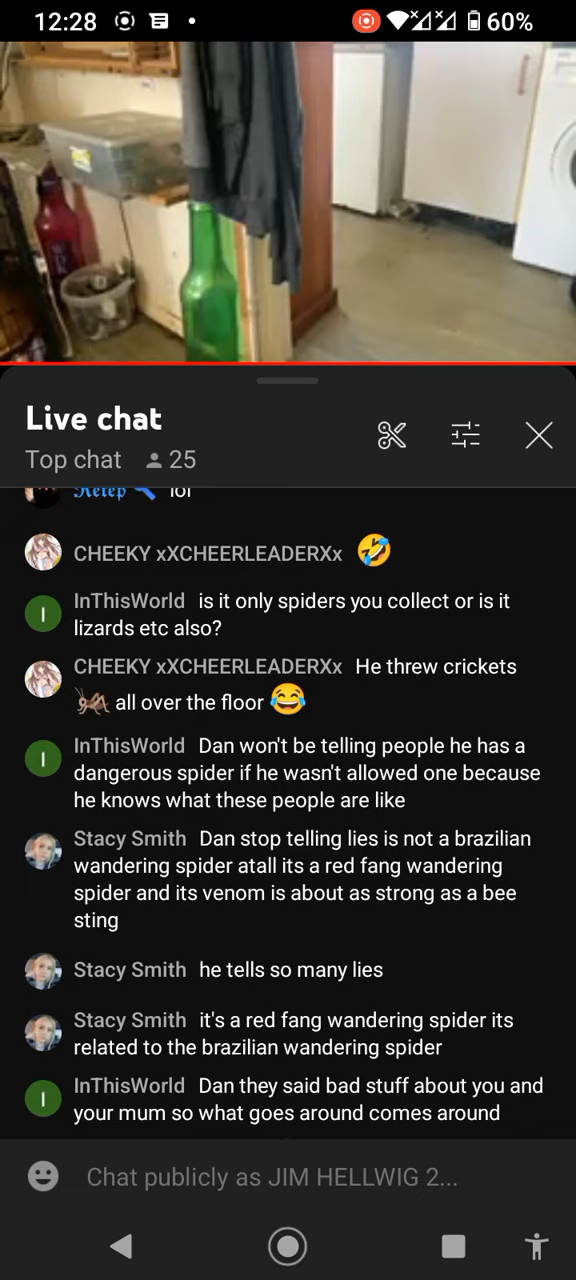 12:28
60%
Live chat
Top chat 25
lol
CHEEKY xXCHEERLEADERXx 🤣
InThisWorld is it only spiders you collect or is it
lizards etc also?
CHEEKY xXCHEERLEADERXx He threw crickets
🦗 all over the floor 😂
InThisWorld Dan won't be telling people he has a
dangerous spider if he wasn't allowed one because
he knows what these people are like
Stacy Smith Dan stop telling lies is not a brazilian
wandering spider atall its a red fang wandering
spider and its venom is about as strong as a bee
sting
Stacy Smith he tells so many lies
Stacy Smith it's a red fang wandering spider its
related to the brazilian wandering spider
InThisWorld Dan they said bad stuff about you and
your mum so what goes around comes around
Chat publicly as JIM HELLWIG 2...